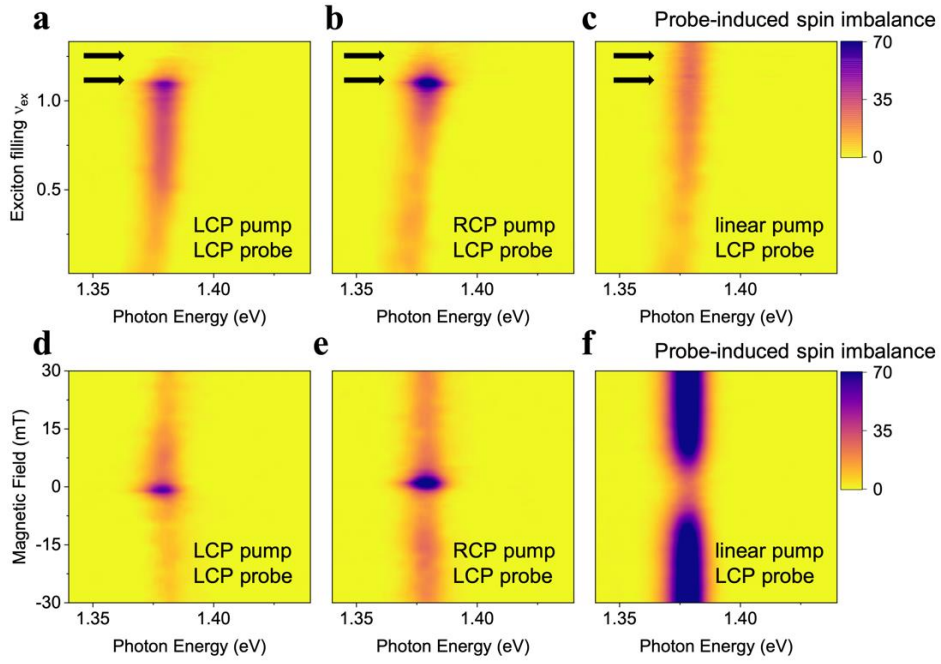 Probe-induced spin imbalance
a
b
c
70
35
0
1.0
0.5
Exciton filling νex
LCP pump
LCP probe
RCP pump
LCP probe
linear pump
LCP probe
1.35
1.40
1.35
1.40
1.35
1.40
Photon Energy (eV)
Photon Energy (eV)
Photon Energy (eV)
d
e
f
Probe-induced spin imbalance
70
35
0
30
15
0
-15
-30
Magnetic Field (mT)
LCP pump
LCP probe
RCP pump
LCP probe
linear pump
LCP probe
1.35
1.40
1.35
1.40
1.35
1.40
Photon Energy (eV)
Photon Energy (eV)
Photon Energy (eV)